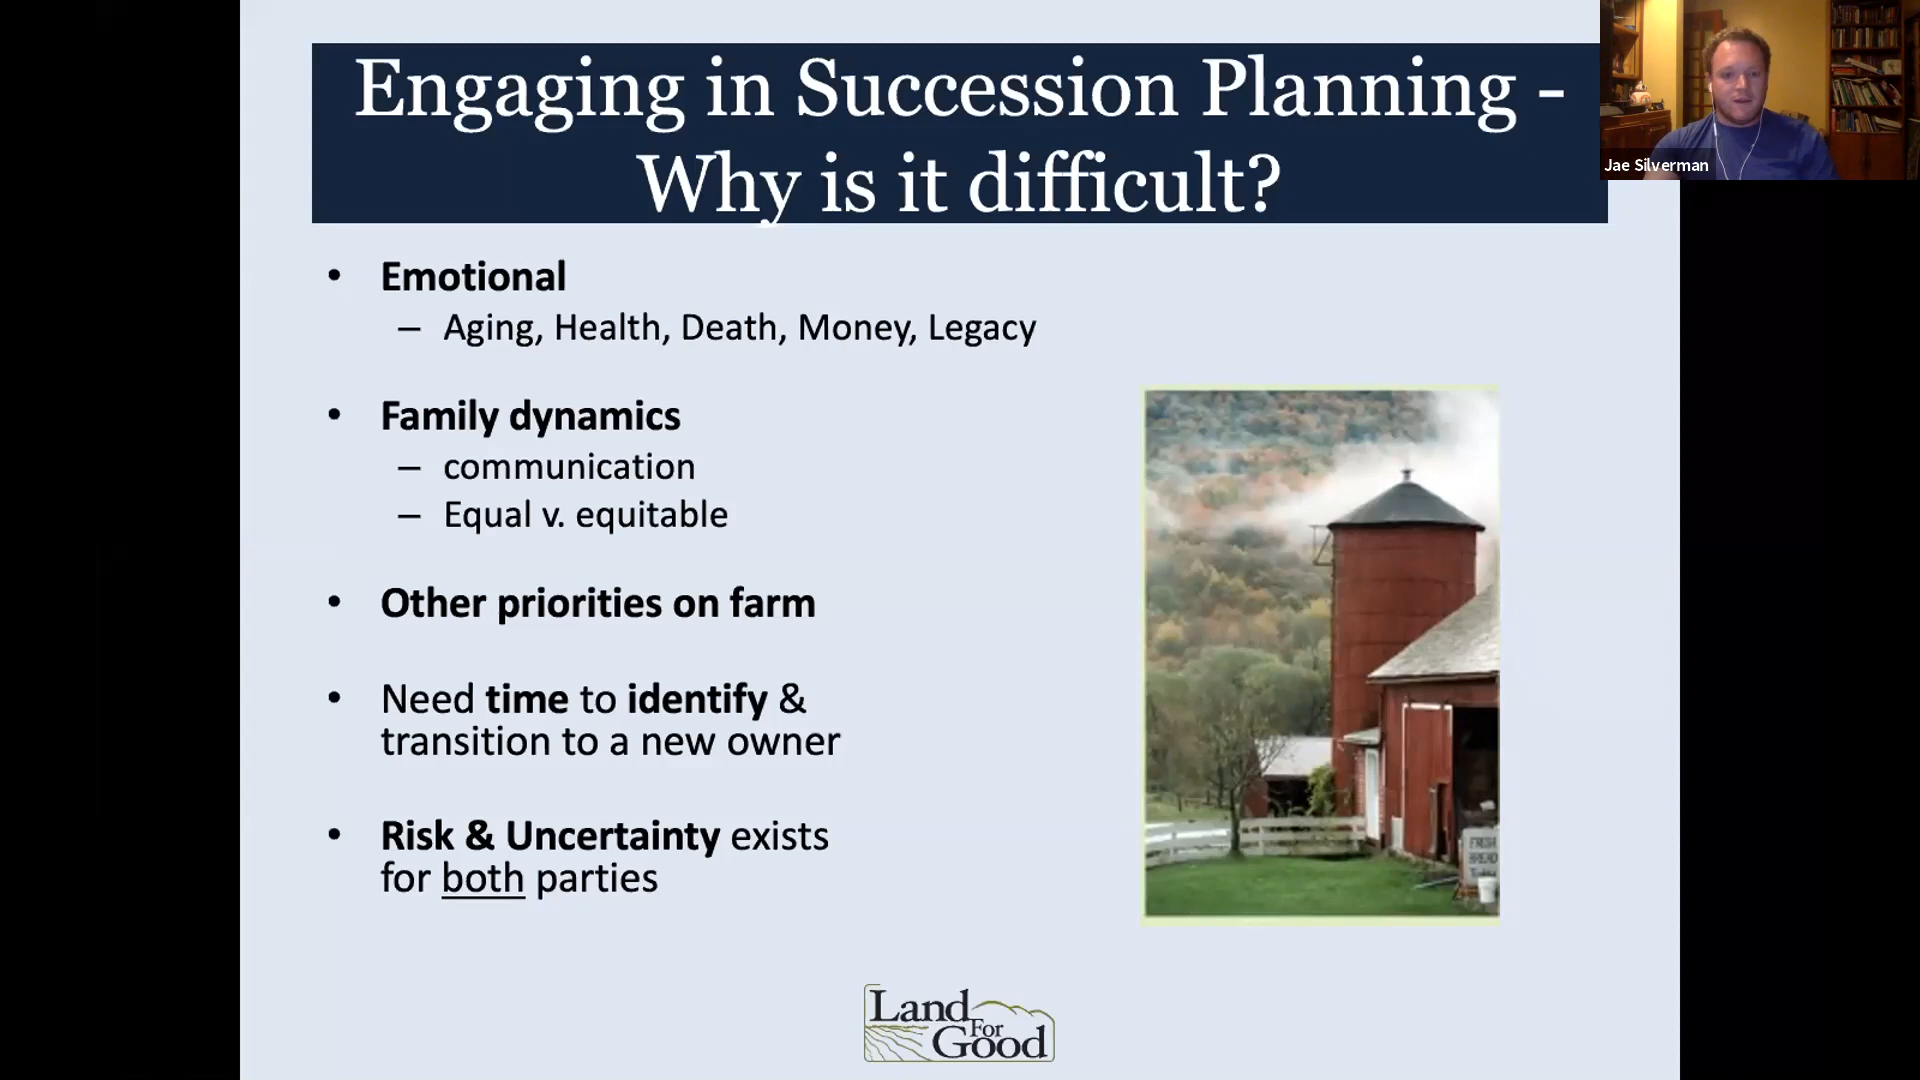 Engaging in Succession Planning -
Why is it difficult?
Jae Silverman
• Emotional
– Aging, Health, Death, Money, Legacy
• Family dynamics
– communication
– Equal v. equitable
• Other priorities on farm
• Need time to identify &
transition to a new owner
• Risk & Uncertainty exists
for both parties
FRESH
BREAD
Land
For
Good